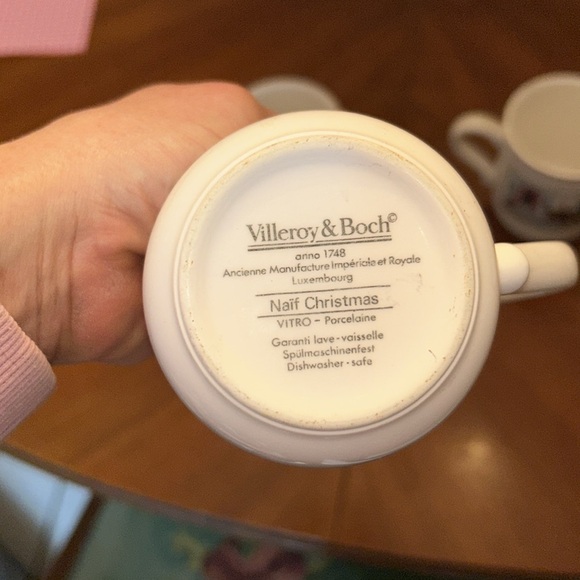 Villeroy & Boch©
anno 1748
Ancienne Manufacture Impériale et Royale
Luxembourg
Naïf Christmas
VITRO - Porcelaine
Garanti lave-vaisselle
Spülmaschinenfest
Dishwasher-safe